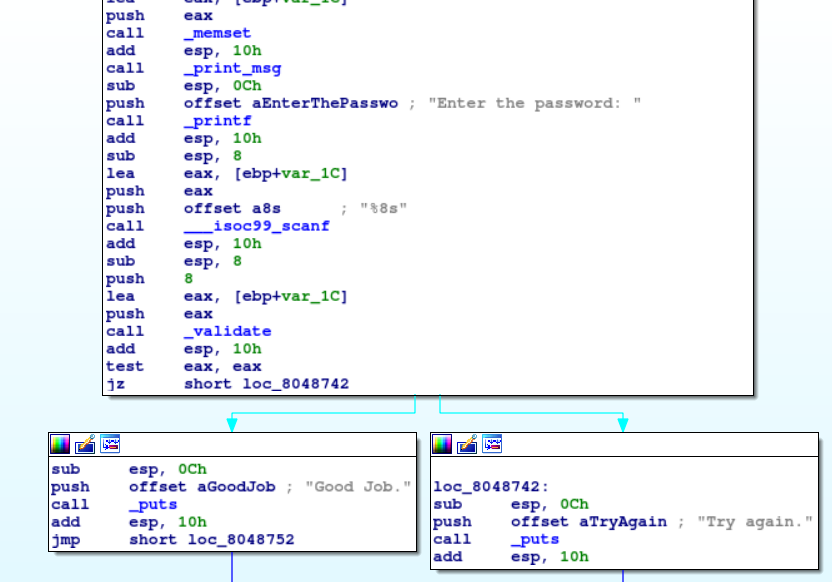 push eax
call _memset
add esp, 10h
call _print_msg
sub esp, 0Ch
push offset aEnterThePasswo ; "Enter the password: "
call _printf
add esp, 10h
sub esp, 8
lea eax, [ebp+var_1C]
push eax
push offset a8s ; "%8s"
call ___isoc99_scanf
add esp, 10h
sub esp, 8
push 8
lea eax, [ebp+var_1C]
push eax
call _validate
add esp, 10h
test eax, eax
jz short loc_8048742
sub esp, 0Ch
push offset aGoodJob ; "Good Job."
call _puts
add esp, 10h
jmp short loc_8048752
loc_8048742:
sub esp, 0Ch
push offset aTryAgain ; "Try again."
call _puts
add esp, 10h